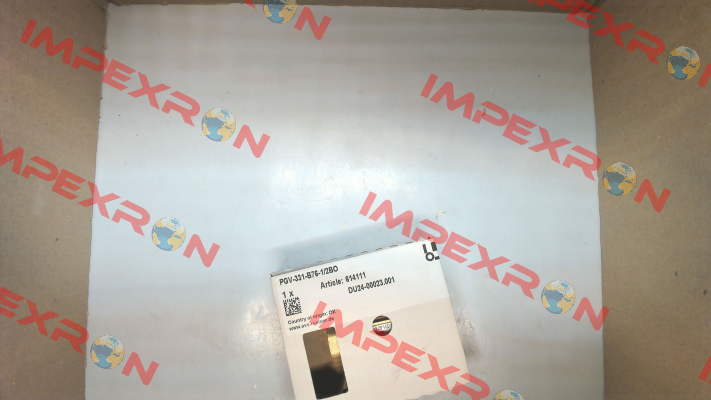 IMPEXRON
IMPEXRON
IMPEXRON
IMPEXRON
IMPEXRON
IMPEXRON
PGV-331-B76-1/2BO
Article: 614111
1 x
DU24-00023.001
Country of origin: